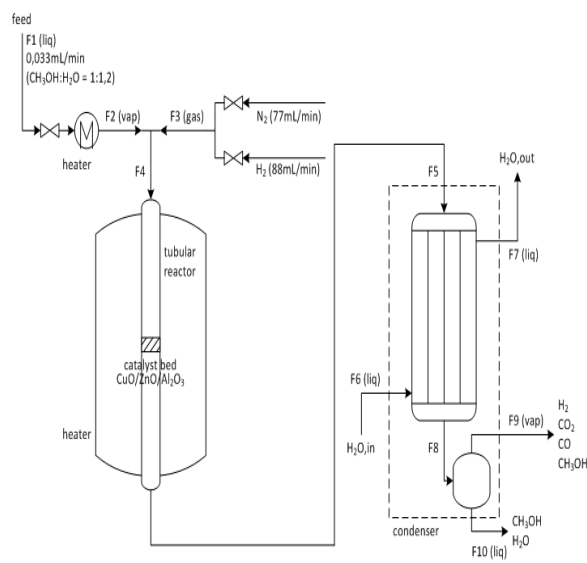 feed
F1 (liq)
0,033mL/min
(CH₃OH:H₂O = 1:1,2)
F2 (vap)
F3 (gas)
N₂ (77mL/min)
M
heater
H₂ (88mL/min)
F4
F5
H₂O,out
F7 (liq)
tubular
reactor
catalyst bed
CuO/ZnO/Al₂O₃
F6 (liq)
heater
H₂O,in
F8
F9 (vap)
H₂
CO₂
CO
CH₃OH
condenser
F10 (liq)
CH₃OH
H₂O